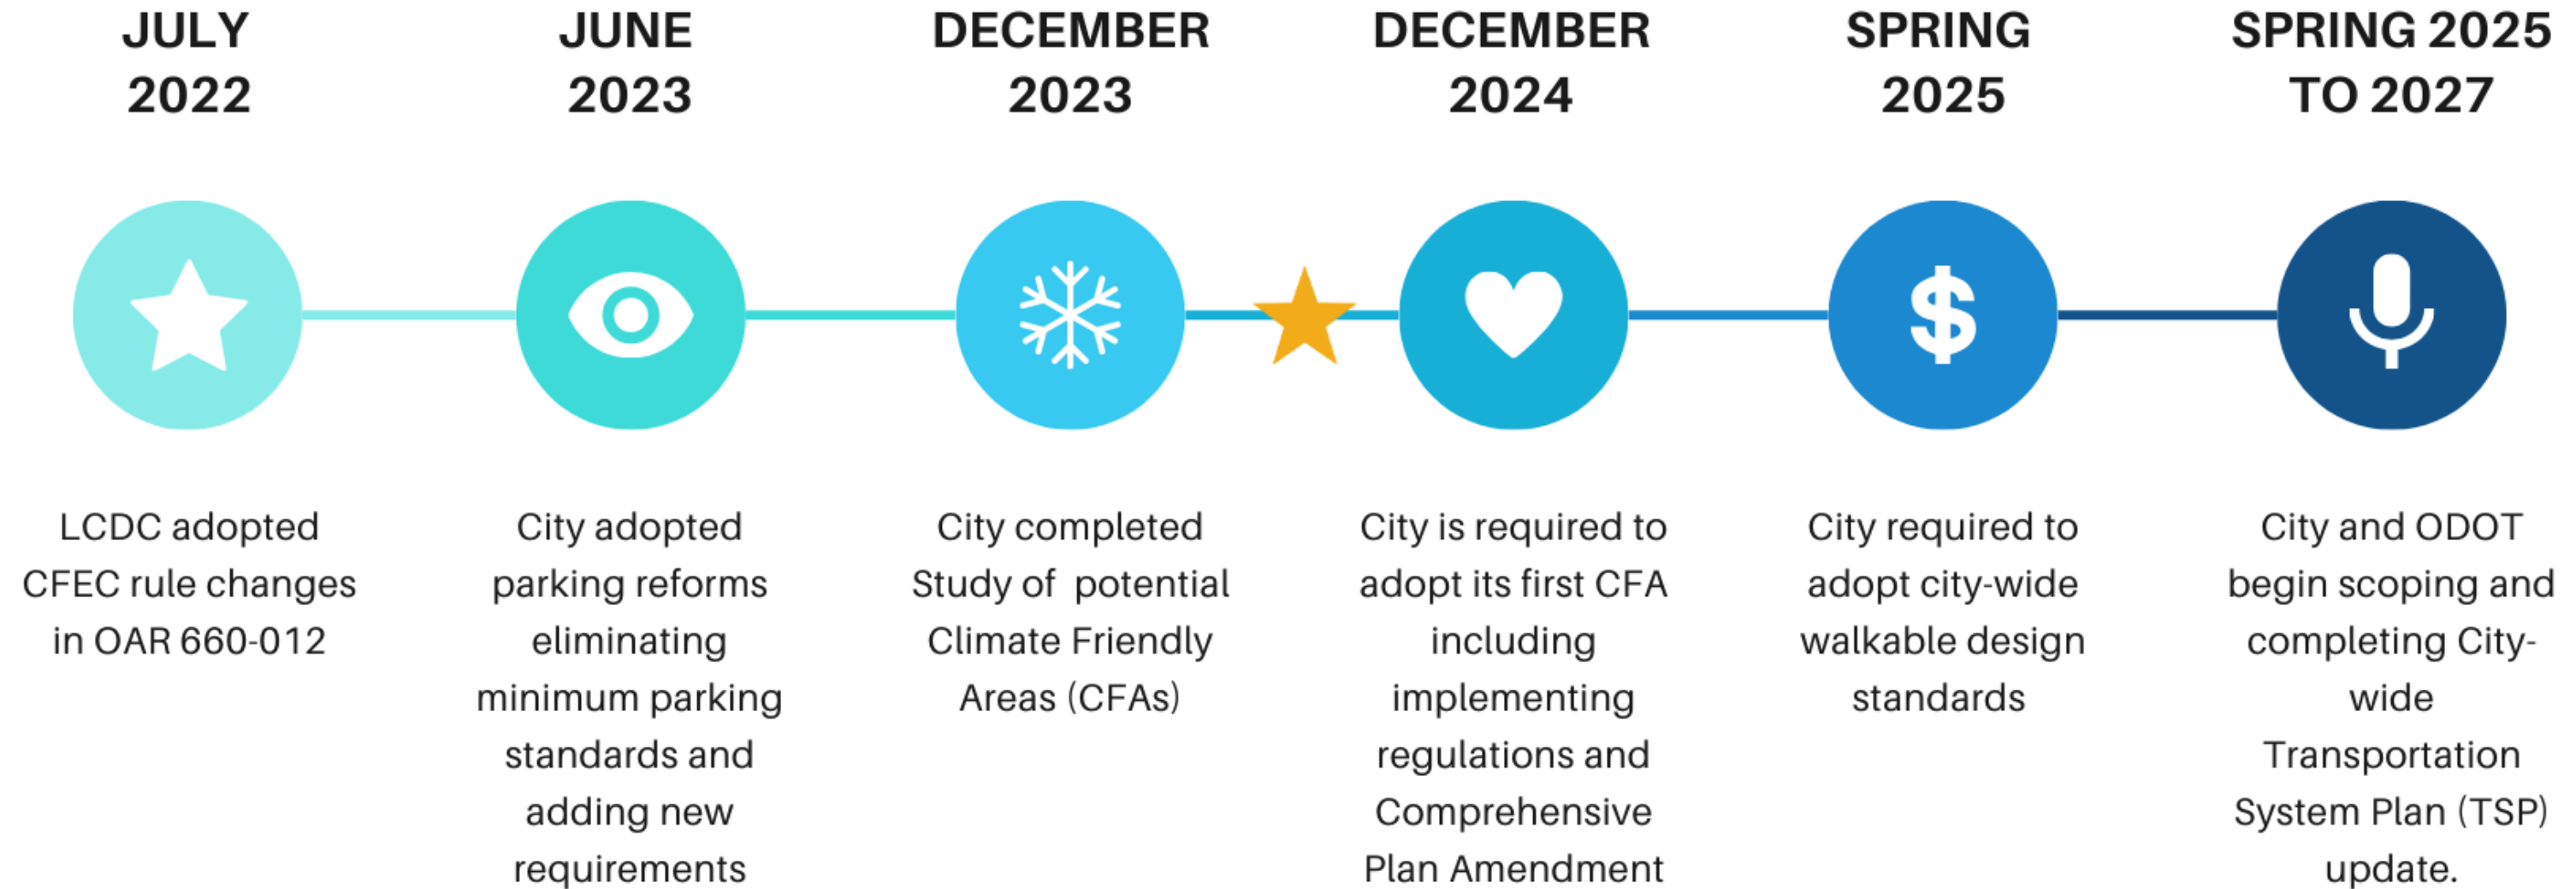 JULY
2022
LCDC adopted
CFEC rule changes
in OAR 660-012
JUNE
2023
City adopted
parking reforms
eliminating
minimum parking
standards and
adding new
requirements
DECEMBER
2023
City completed
Study of  potential
Climate Friendly
Areas (CFAs)
DECEMBER
2024
City is required to
adopt its first CFA
including
implementing
regulations and
Comprehensive
Plan Amendment
SPRING
2025
City required to
adopt city-wide
walkable design
standards
SPRING 2025
TO 2027
City and ODOT
begin scoping and
completing City-
wide
Transportation
System Plan (TSP)
update.